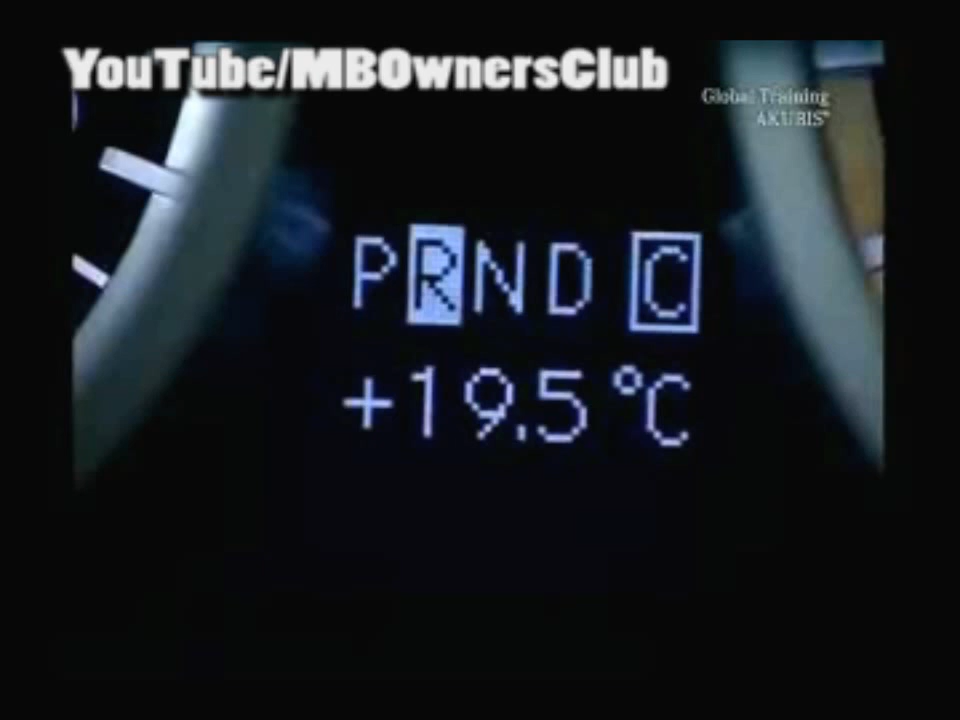 YouTube/MBOwnersClub
Global Training
AKUBIS®
PRND C
+19.5 °C